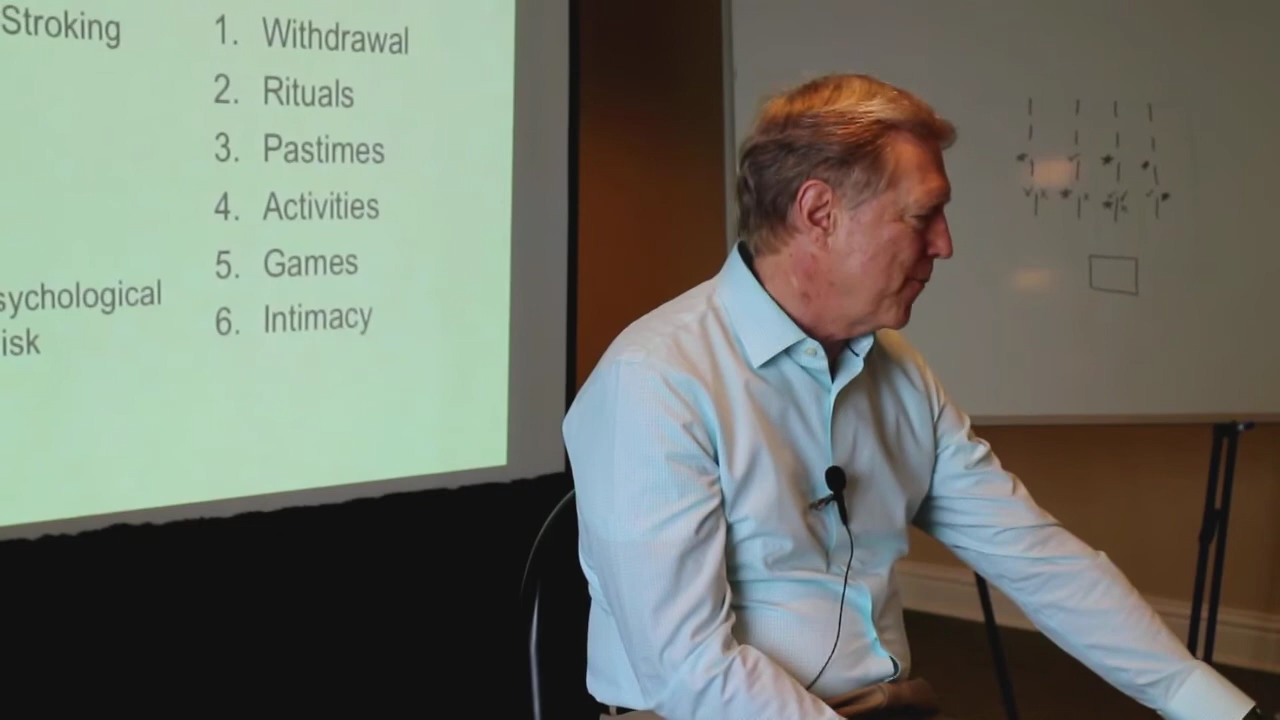 Stroking
1. Withdrawal
2. Rituals
3. Pastimes
4. Activities
5. Games
6. Intimacy
sychological
isk